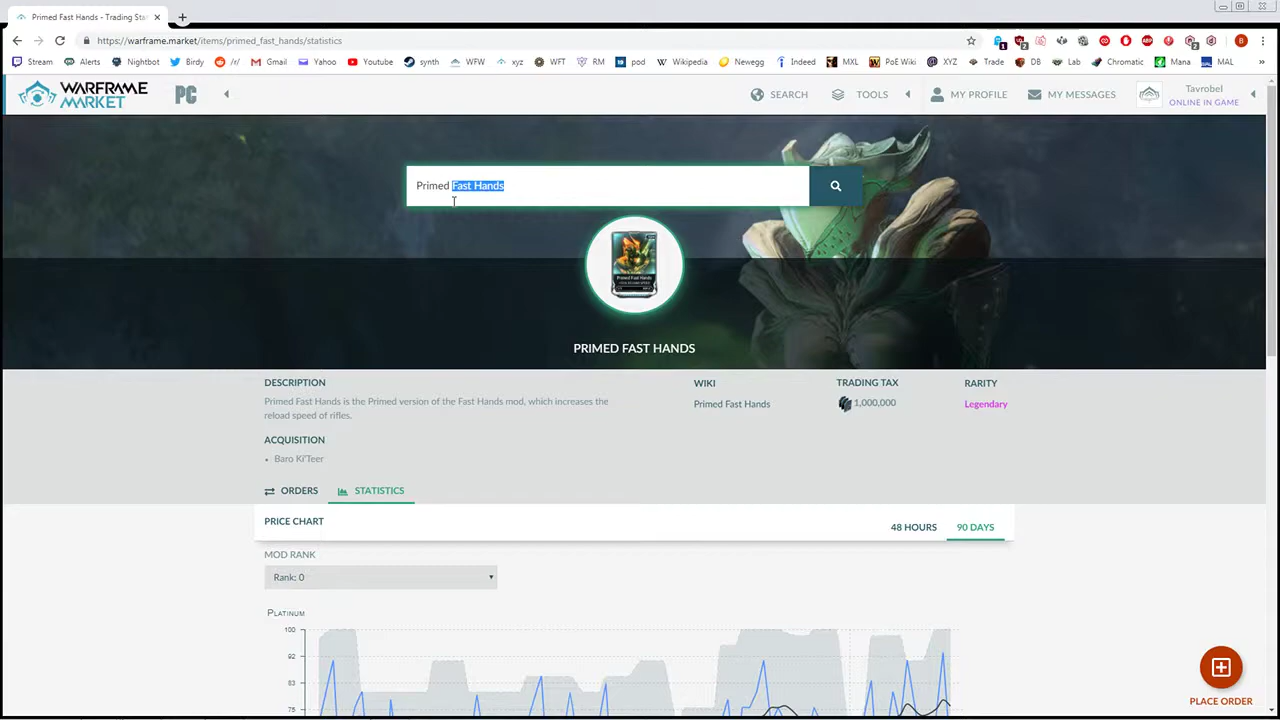 Primed Fast Hands - Trading Sta
https://warframe.market/items/primed_fast_hands/statistics
Stream Alerts Nightbot Birdy /r/ Gmail Yahoo Youtube synth WFW xyz WFT RM pod Wikipedia Newegg Indeed MXL PoE Wiki XYZ Trade DB Lab Chromatic Mana MAL
WARFRAME MARKET PC SEARCH TOOLS MY PROFILE MY MESSAGES Tavrobel
ONLINE IN GAME
Primed Fast Hands
PRIMED FAST HANDS
DESCRIPTION WIKI TRADING TAX RARITY
Primed Fast Hands is the Primed version of the Fast Hands mod, which increases the Primed Fast Hands 1,000,000 Legendary
reload speed of rifles.
ACQUISITION
Baro Ki'Teer
ORDERS STATISTICS
PRICE CHART 48 HOURS 90 DAYS
MOD RANK
Rank: 0
PLATINUM
100
92
83
75
PLACE ORDER